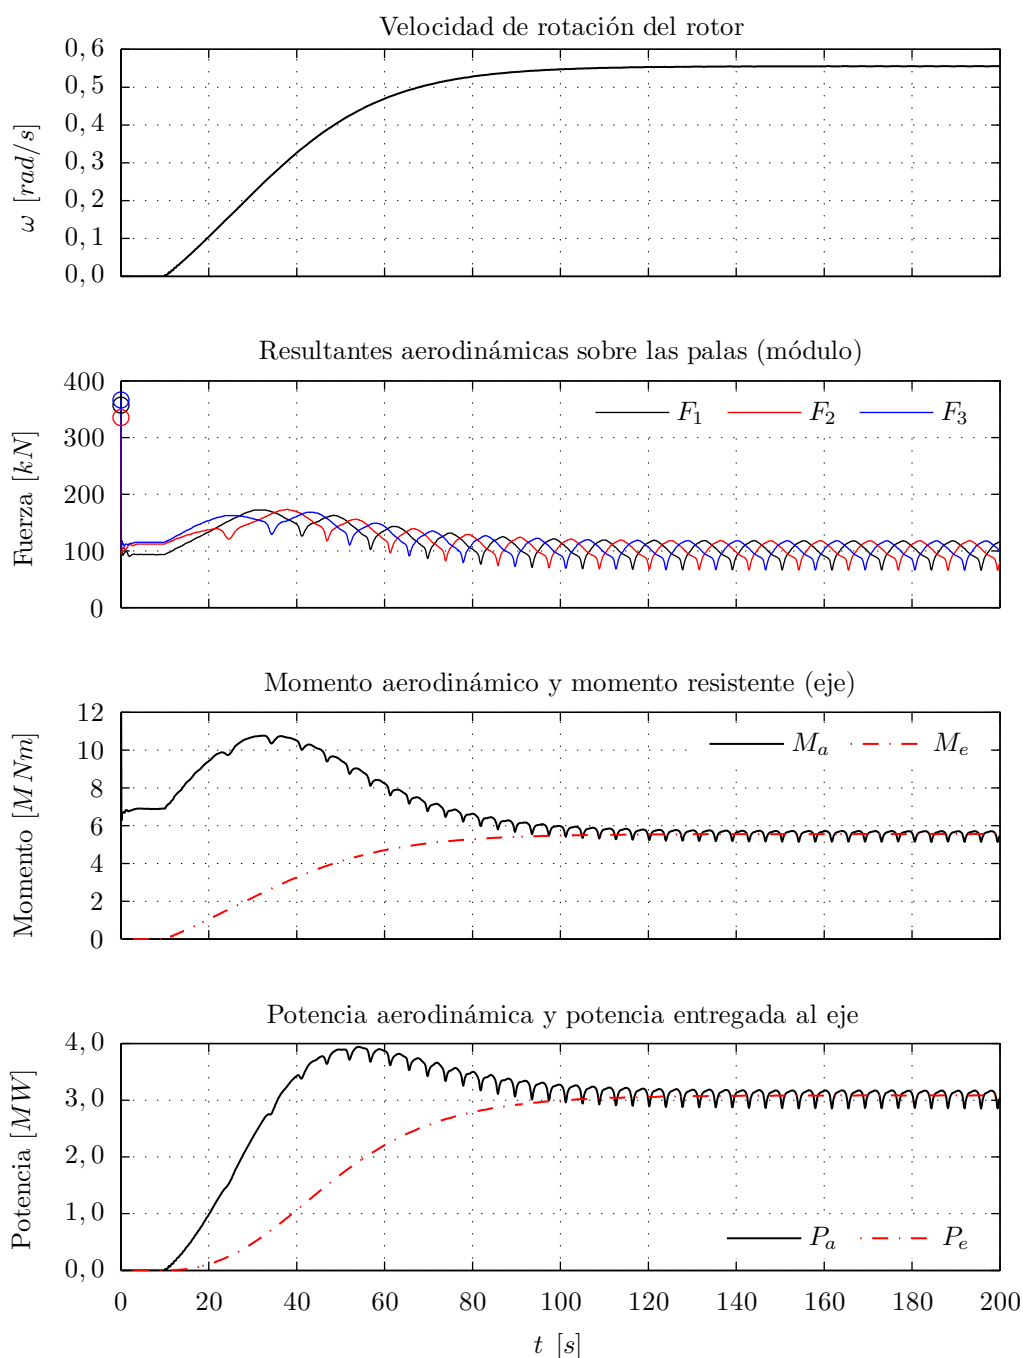 Velocidad de rotación del rotor
0,6
0,5
0,4
0,3
0,2
0,1
0,0
ω [rad/s]
Resultantes aerodinámicas sobre las palas (módulo)
400
300
200
100
0
Fuerza [kN]
F1 F2 F3
Momento aerodinámico y momento resistente (eje)
12
10
8
6
4
2
0
Momento [MNm]
Ma Me
Potencia aerodinámica y potencia entregada al eje
4,0
3,0
2,0
1,0
0,0
Potencia [MW]
Pa Pe
0 20 40 60 80 100 120 140 160 180 200
t [s]